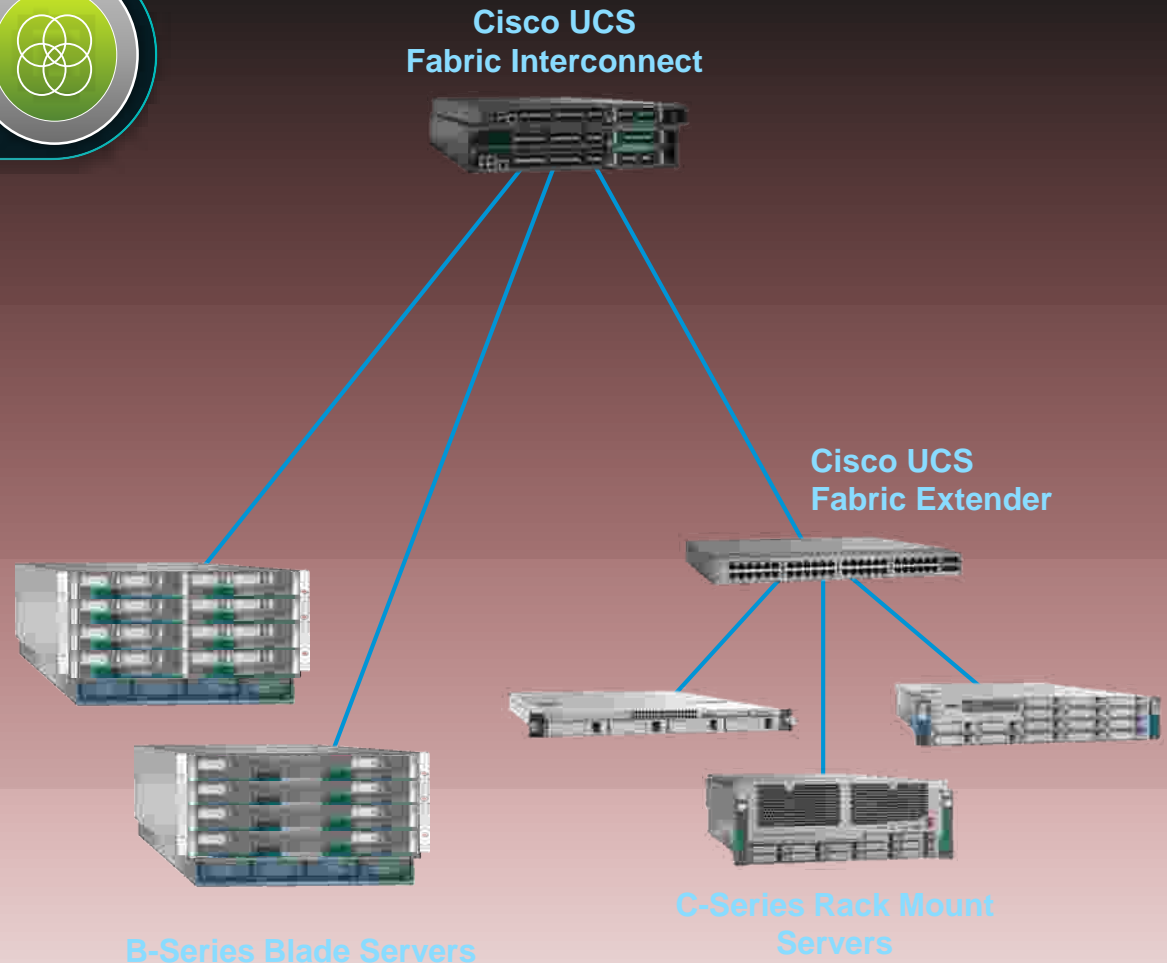 Cisco UCS
Fabric Interconnect
Cisco UCS
Fabric Extender
C-Series Rack Mount
Servers
B-Series Blade Servers